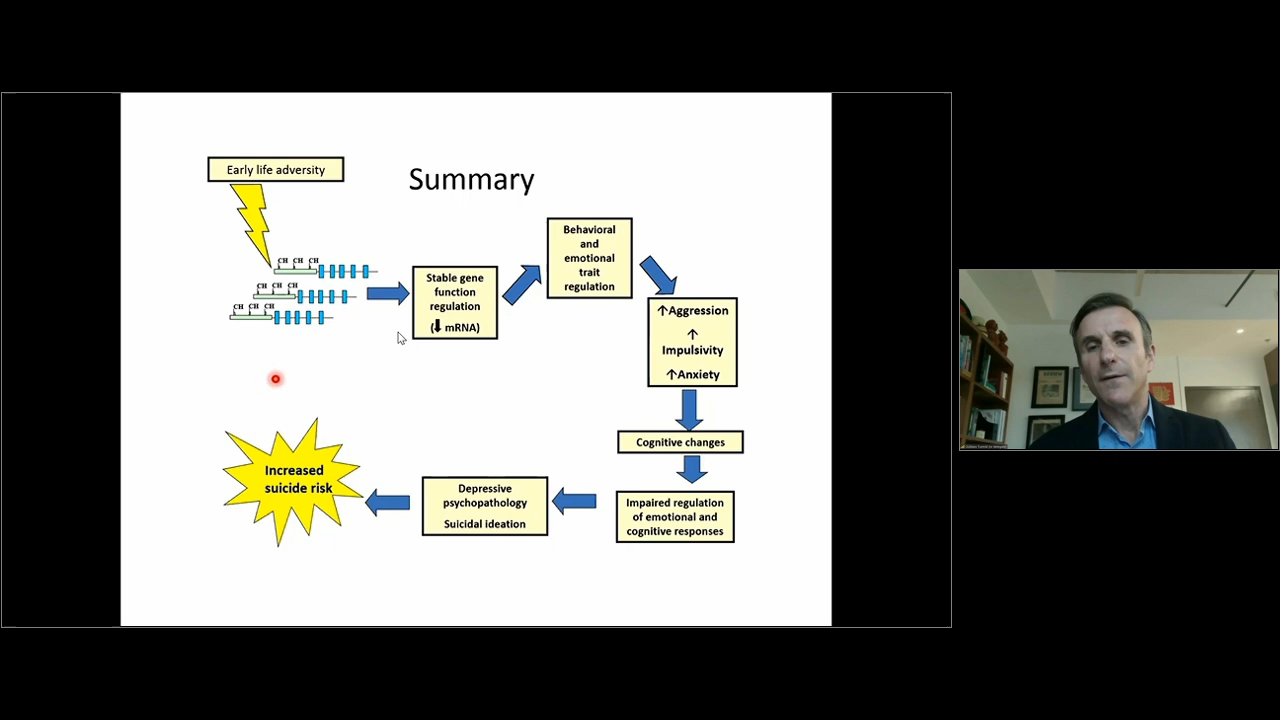 Early life adversity
Summary
CH CH CH
CH CH CH
CH CH CH
Stable gene
function
regulation
(⬇ mRNA)
Behavioral
and
emotional
trait
regulation
↑Aggression
↑
Impulsivity
↑Anxiety
Cognitive changes
Impaired regulation
of emotional and
cognitive responses
Depressive
psychopathology
Suicidal ideation
Increased
suicide risk